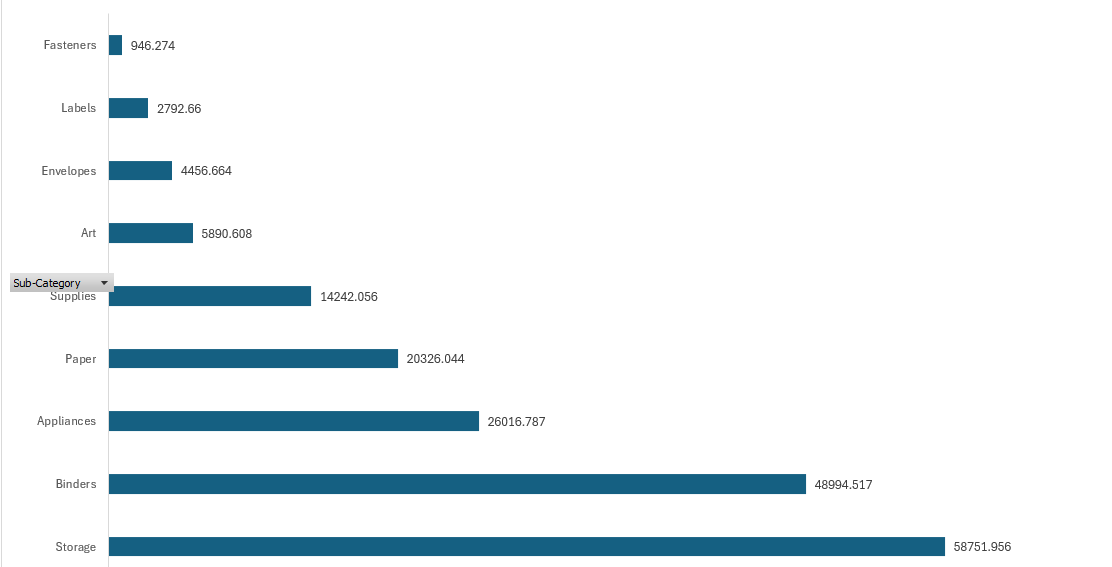 Fasteners 946.274
Labels 2792.66
Envelopes 4456.664
Art 5890.608
Sub-Category
Supplies 14242.056
Paper 20326.044
Appliances 26016.787
Binders 48994.517
Storage 58751.956